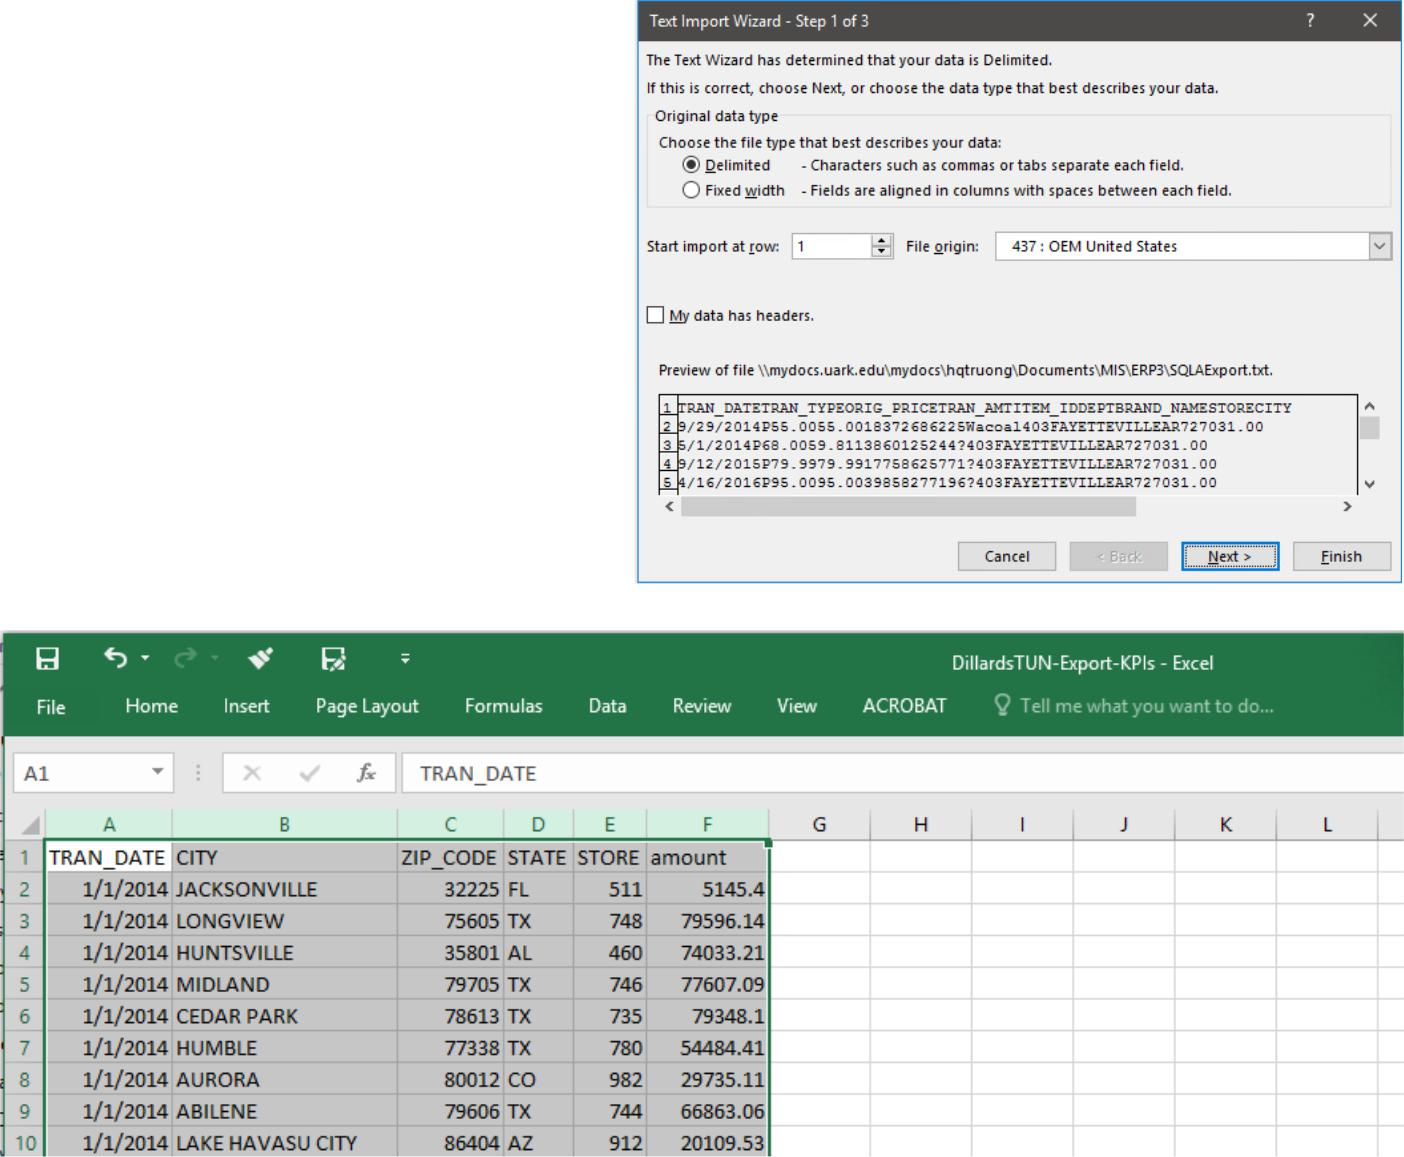 Text Import Wizard - Step 1 of 3 ? ×
The Text Wizard has determined that your data is Delimited.
If this is correct, choose Next, or choose the data type that best describes your data.
Original data type
Choose the file type that best describes your data:
Delimited - Characters such as commas or tabs separate each field.
Fixed width - Fields are aligned in columns with spaces between each field.
Start import at row: 1 File origin: 437 : OEM United States
My data has headers.
Preview of file \\mydocs.uark.edu\mydocs\hqtruong\Documents\MIS\ERP3\SQLAExport.txt.
1 TRAN_DATETRAN_TYPEORIG_PRICETRAN_AMTITEM_IDDEPTBRAND_NAMESTORECITY
2 9/29/2014P55.0055.0018372686225Wacoal403FAYETTEVILLEAR727031.00
3 5/1/2014P68.0059.8113860125244?403FAYETTEVILLEAR727031.00
4 9/12/2015P79.9979.9917758625771?403FAYETTEVILLEAR727031.00
5 4/16/2016P95.0095.0039858277196?403FAYETTEVILLEAR727031.00
Cancel < Back Next > Finish
DillardsTUN-Export-KPIs - Excel
File Home Insert Page Layout Formulas Data Review View ACROBAT Tell me what you want to do...
A1 fx TRAN_DATE
A B C D E F G H I J K L
1 TRAN_DATE CITY ZIP_CODE STATE STORE amount
2 1/1/2014 JACKSONVILLE 32225 FL 511 5145.4
3 1/1/2014 LONGVIEW 75605 TX 748 79596.14
4 1/1/2014 HUNTSVILLE 35801 AL 460 74033.21
5 1/1/2014 MIDLAND 79705 TX 746 77607.09
6 1/1/2014 CEDAR PARK 78613 TX 735 79348.1
7 1/1/2014 HUMBLE 77338 TX 780 54484.41
8 1/1/2014 AURORA 80012 CO 982 29735.11
9 1/1/2014 ABILENE 79606 TX 744 66863.06
10 1/1/2014 LAKE HAVASU CITY 86404 AZ 912 20109.53